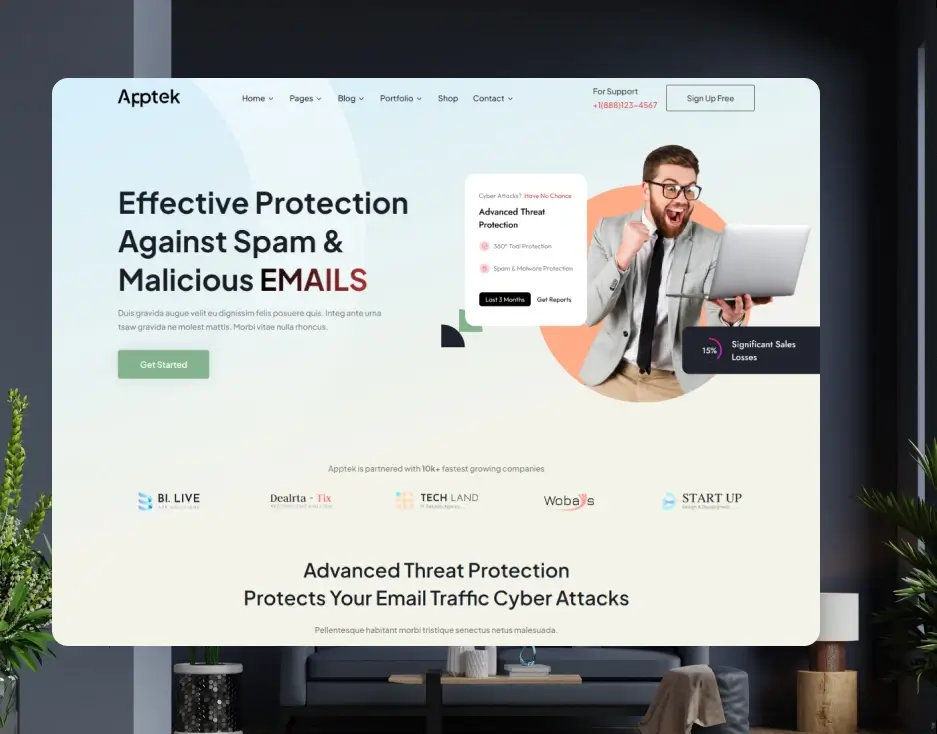 Apptek
Home
Pages
Blog
Portfolio
Shop
Contact
For Support
+1(888)123-4567
Sign Up Free
Effective Protection
Against Spam &
Malicious EMAILS
Duis gravida augue velit eu dignissim felis posuere quis. Integ ante urna
tsaw gravida ne molest mattis. Morbi vitae nulla rhoncus.
Get Started
Cyber Attacks? Have No Chance
Advanced Threat
Protection
360° Tool Protection
Spam & Malware Protection
Last 3 Months
Get Reports
15%
Significant Sales
Losses
Apptek is partnered with 10k+ fastest growing companies
BI. LIVE
Dealrta - Tix
TECH LAND
Wobays
START UP
Design & Development
Advanced Threat Protection
Protects Your Email Traffic Cyber Attacks
Pellentesque habitant morbi tristique senectus netus malesuada.